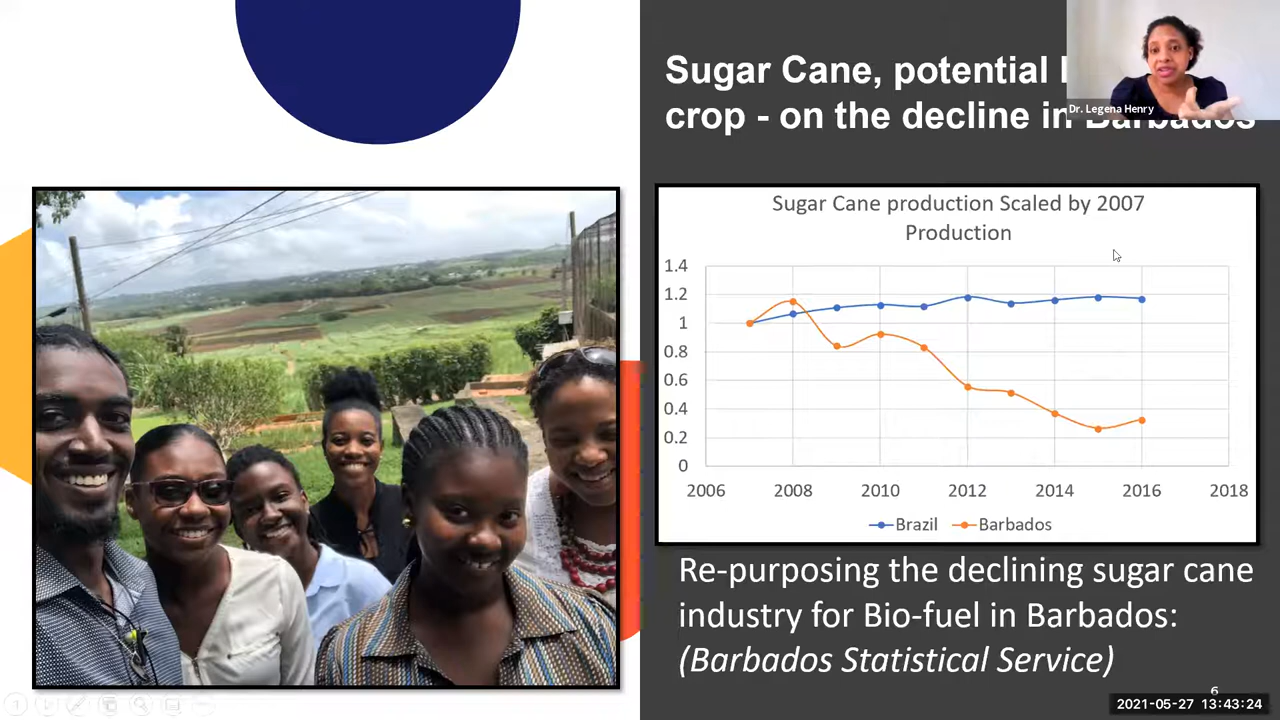 Sugar Cane, potential
crop - on the decline in Barbados
Dr. Legena Henry
Sugar Cane production Scaled by 2007
Production
1.4
1.2
1
0.8
0.6
0.4
0.2
0
2006 2008 2010 2012 2014 2016 2018
Brazil Barbados
Re-purposing the declining sugar cane
industry for Bio-fuel in Barbados:
(Barbados Statistical Service)
6
2021-05-27 13:43:24